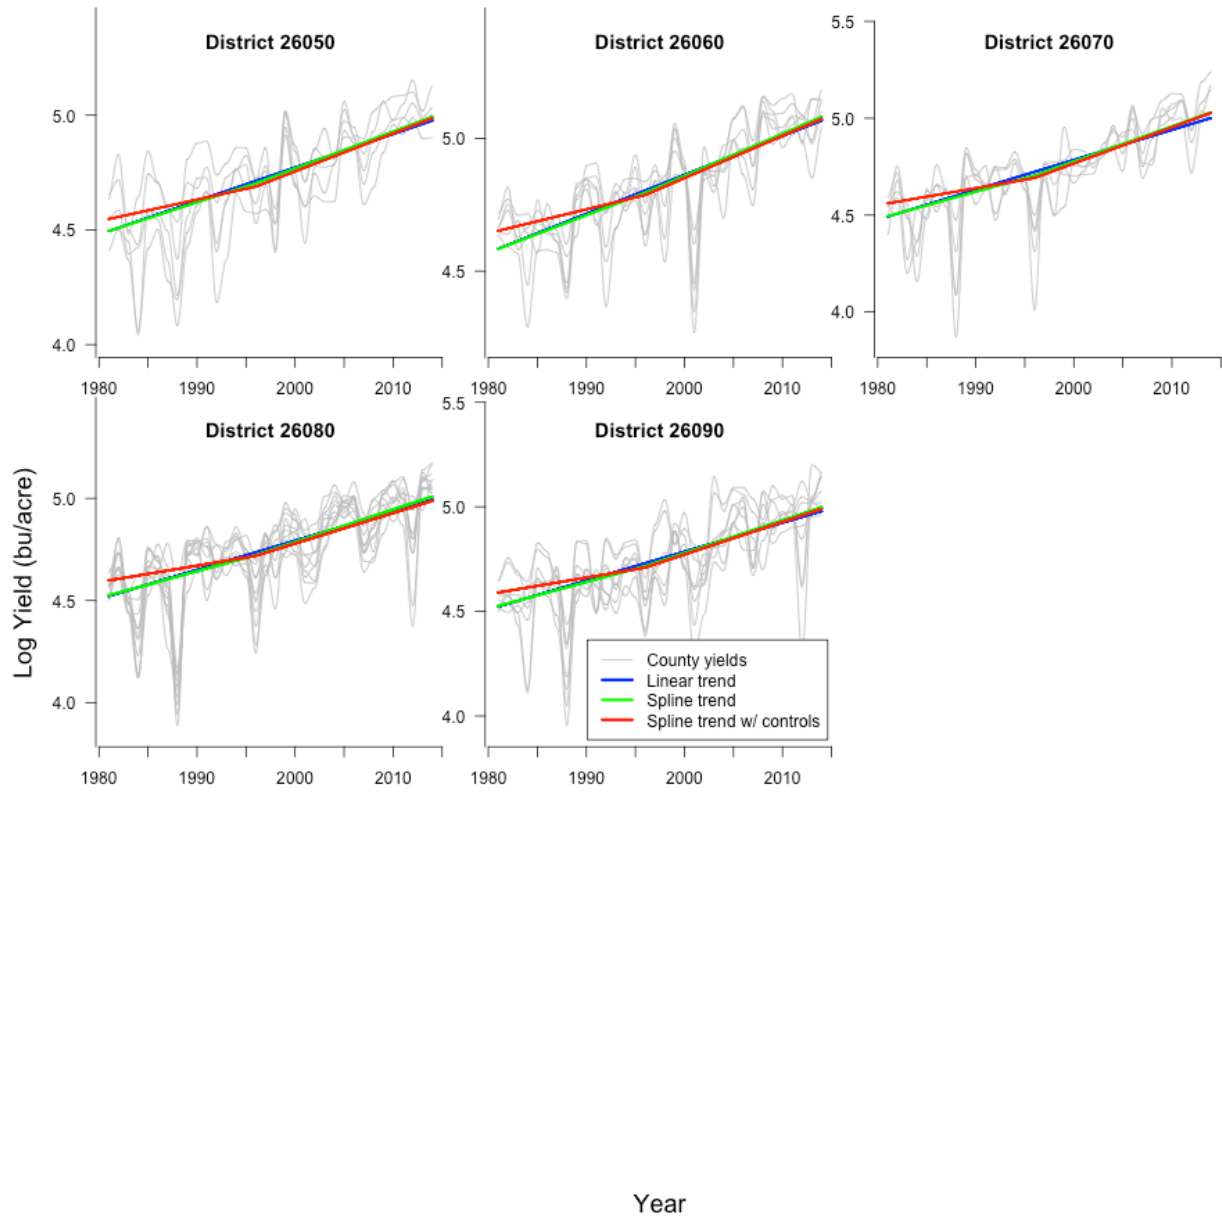 District 26050
District 26060
District 26070
5.0
4.5
4.0
5.0
4.5
5.5
5.0
4.5
4.0
1980 1990 2000 2010
1980 1990 2000 2010
1980 1990 2000 2010
District 26080
District 26090
Log Yield (bu/acre)
5.0
4.5
4.0
5.5
5.0
4.5
4.0
County yields
Linear trend
Spline trend
Spline trend w/ controls
1980 1990 2000 2010
1980 1990 2000 2010
Year